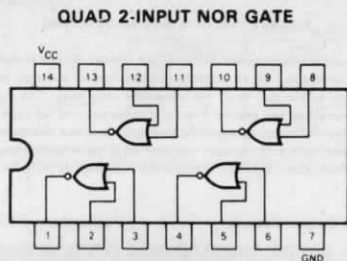 QUAD 2-INPUT NOR GATE
VCC
14 13 12 11 10 9 8
1 2 3 4 5 6 7
GND